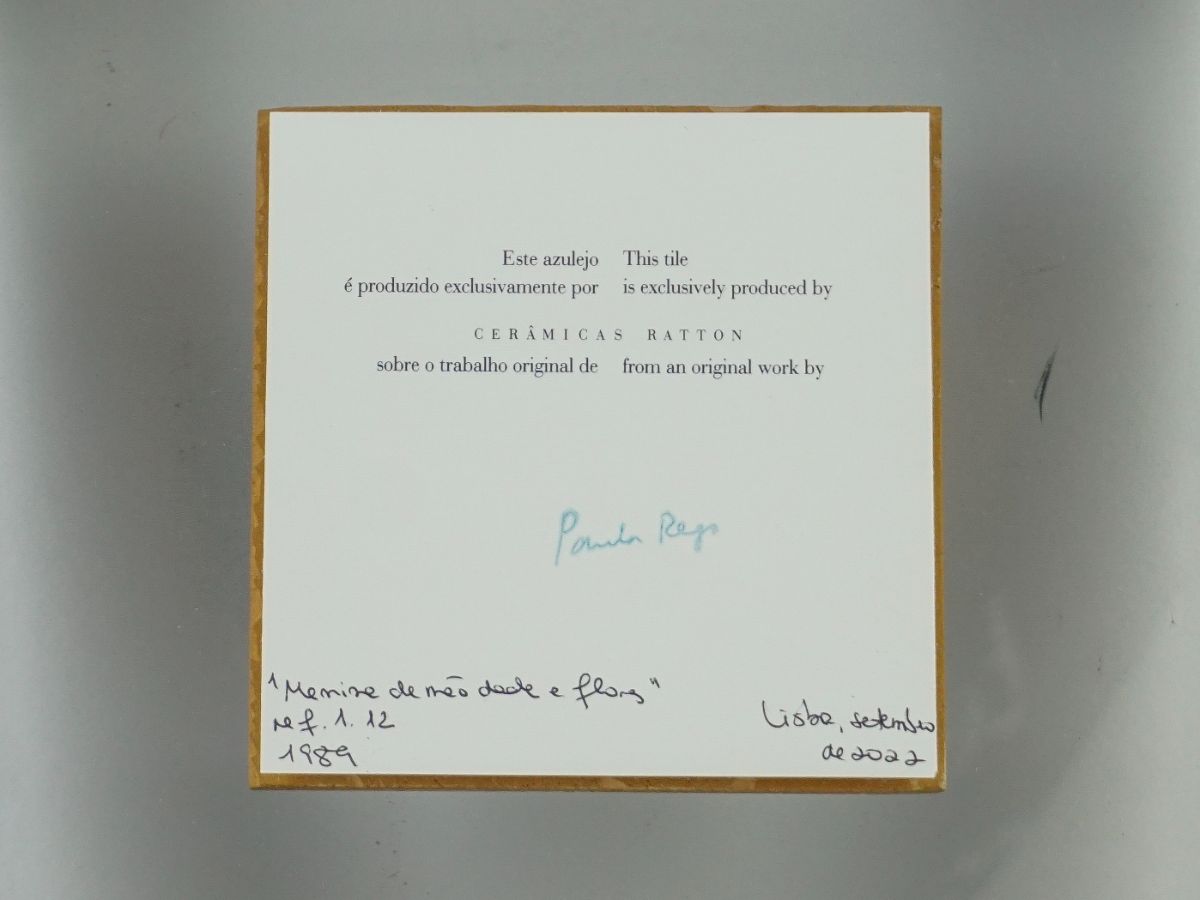 Este azulejo This tile
é produzido exclusivamente por is exclusively produced by
CERÂMICAS RATTON
sobre o trabalho original de from an original work by
Paula Rego
"Menina de mão dade e flores"
ref. 1.12
1989
Lisboa, setembro
de 2022